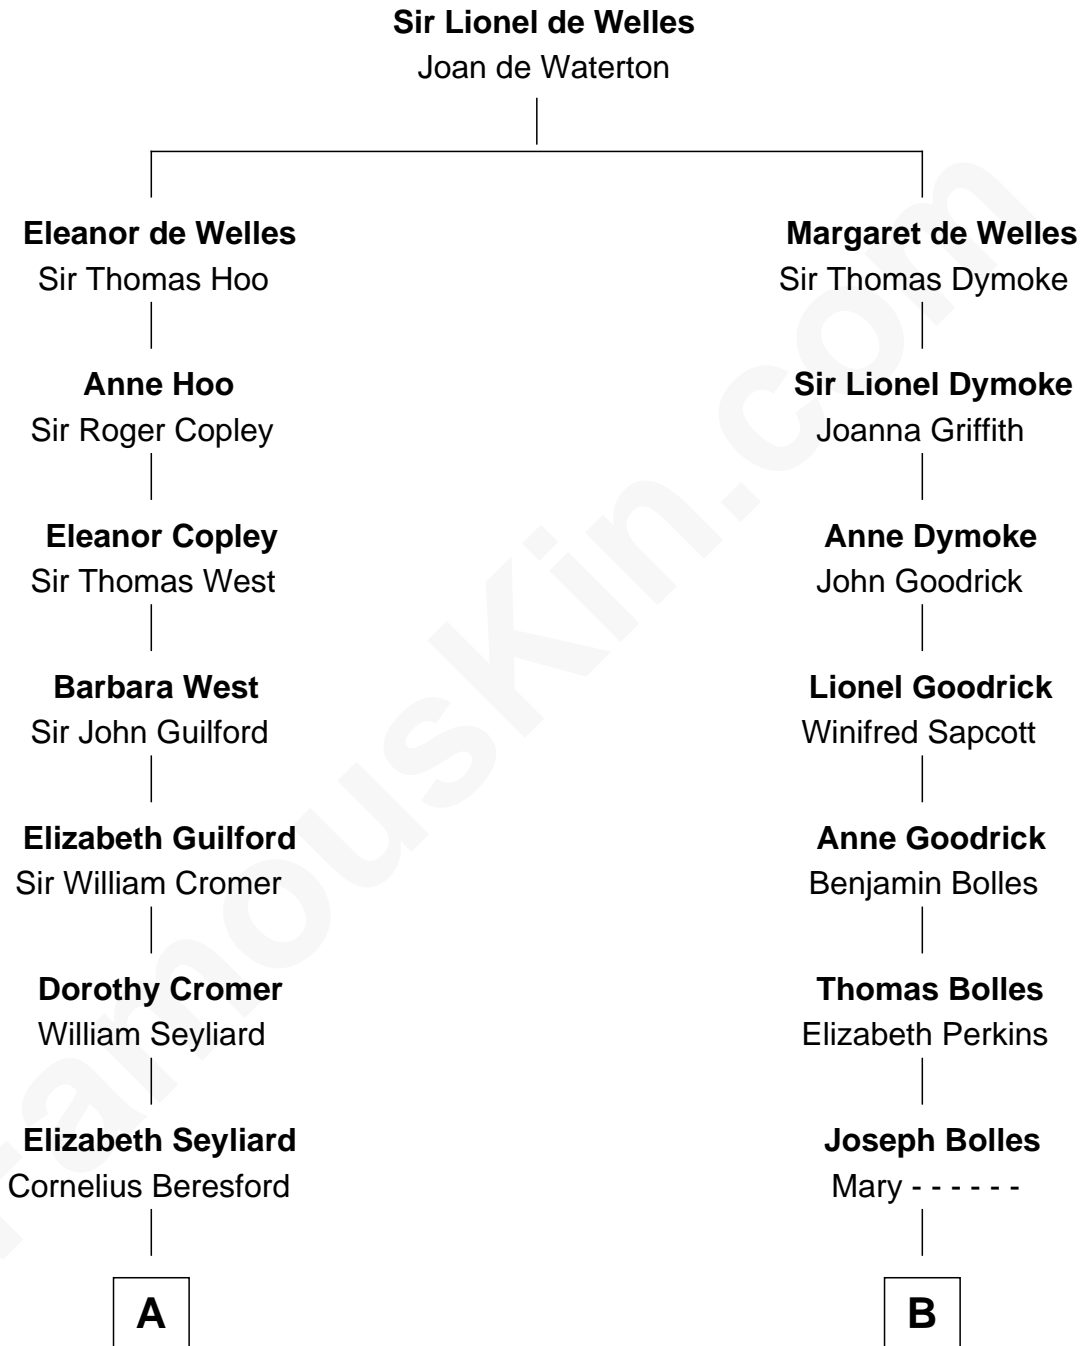 Sir Lionel de Welles
Joan de Waterton
Eleanor de Welles
Sir Thomas Hoo
Margaret de Welles
Sir Thomas Dymoke
Anne Hoo
Sir Roger Copley
Sir Lionel Dymoke
Joanna Griffith
Eleanor Copley
Sir Thomas West
Anne Dymoke
John Goodrick
Barbara West
Sir John Guilford
Lionel Goodrick
Winifred Sapcott
Elizabeth Guilford
Sir William Cromer
Anne Goodrick
Benjamin Bolles
Dorothy Cromer
William Seyliard
Thomas Bolles
Elizabeth Perkins
Elizabeth Seyliard
Cornelius Beresford
Joseph Bolles
Mary - - - - - -
A
B
FamousKin.com